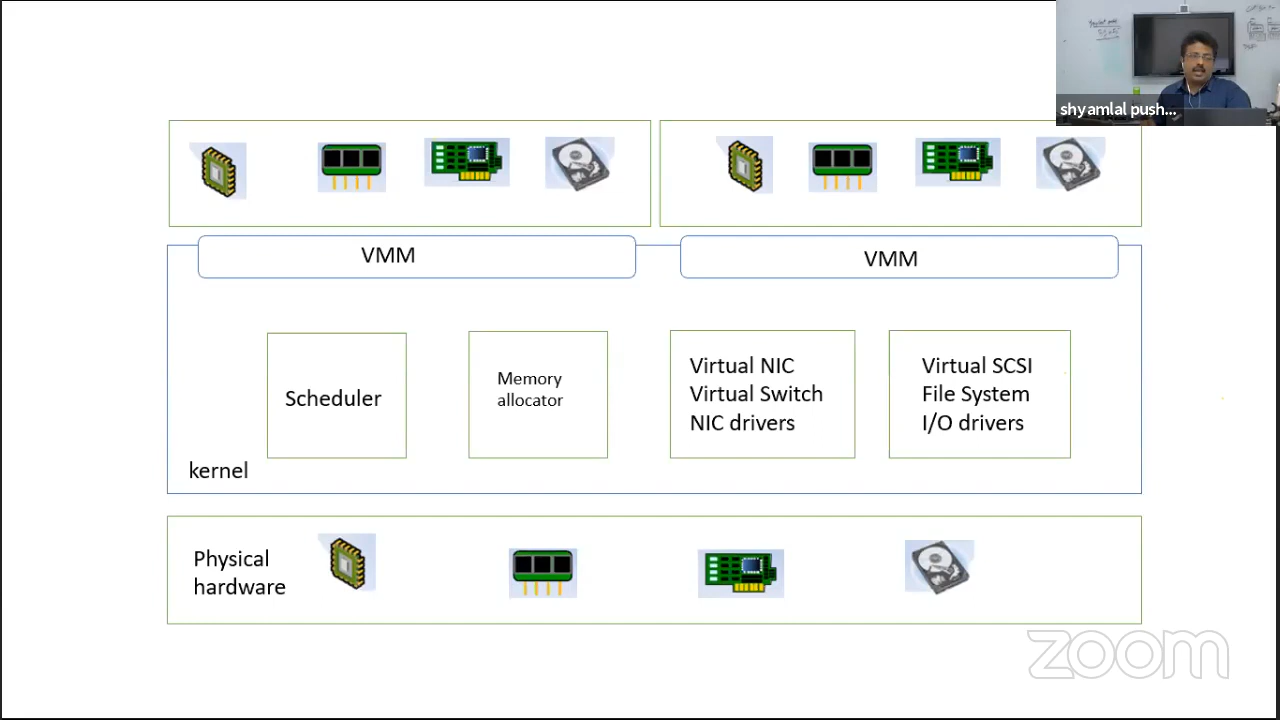 shyamlal push...
VMM
VMM
Scheduler
Memory
allocator
Virtual NIC
Virtual Switch
NIC drivers
Virtual SCSI
File System
I/O drivers
kernel
Physical
hardware
zoom